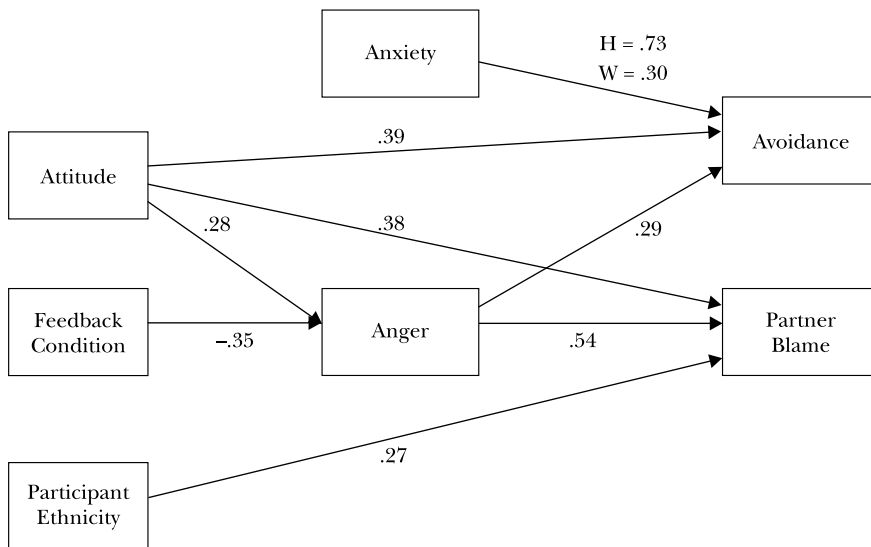 Anxiety
H = .73
W = .30
Avoidance
.39
Attitude
.28
.38
.29
Feedback
Condition
–.35
Anger
.54
Partner
Blame
.27
Participant
Ethnicity